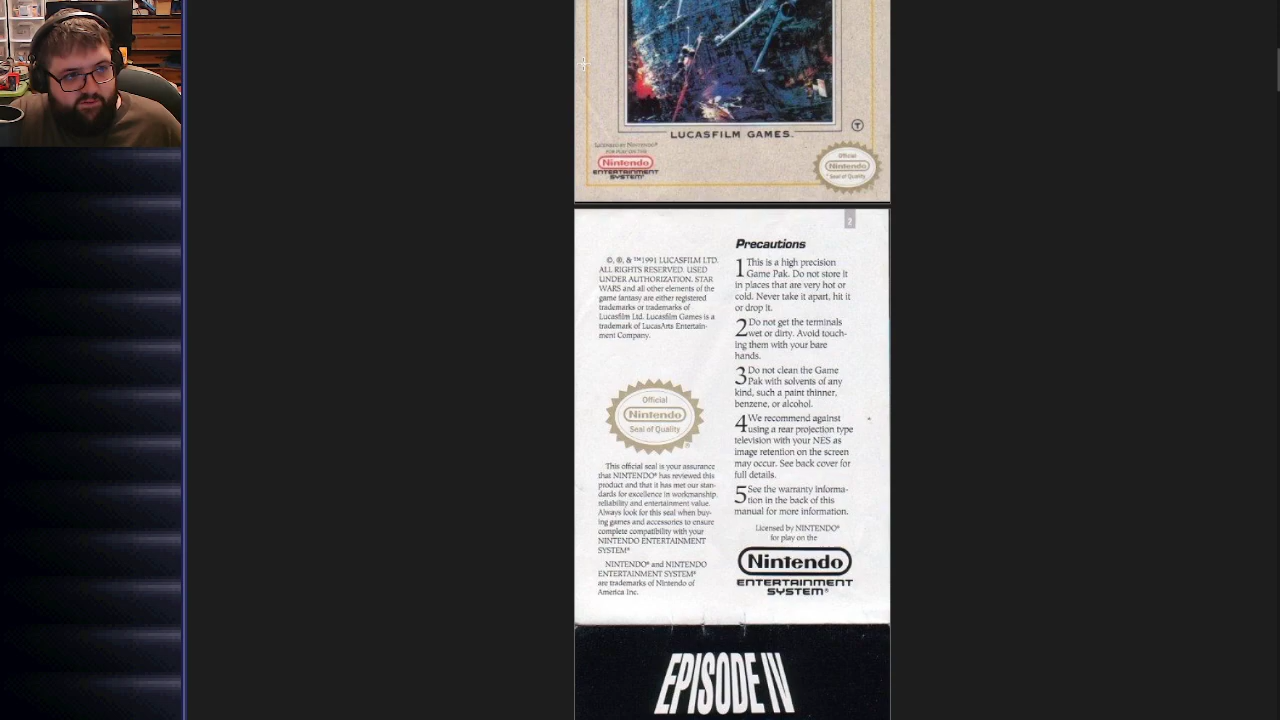 LUCASFILM GAMES™
T
LICENSED BY NINTENDO®
FOR PLAY ON THE
Nintendo
ENTERTAINMENT
SYSTEM®
Official
Nintendo
Seal of Quality
2
©, ®, & ™1991 LUCASFILM LTD.
ALL RIGHTS RESERVED. USED
UNDER AUTHORIZATION. STAR
WARS and all other elements of the
game fantasy are either registered
trademarks or trademarks of
Lucasfilm Ltd. Lucasfilm Games is a
trademark of LucasArts Entertain-
ment Company.
Official
Nintendo
Seal of Quality
®
This official seal is your assurance
that NINTENDO® has reviewed this
product and that it has met our stan-
dards for excellence in workmanship,
reliability and entertainment value.
Always look for this seal when buy-
ing games and accessories to ensure
complete compatibility with your
NINTENDO ENTERTAINMENT
SYSTEM®
NINTENDO® and NINTENDO
ENTERTAINMENT SYSTEM®
are trademarks of Nintendo of
America Inc.
Precautions
1 This is a high precision
Game Pak. Do not store it
in places that are very hot or
cold. Never take it apart, hit it
or drop it.
2 Do not get the terminals
wet or dirty. Avoid touch-
ing them with your bare
hands.
3 Do not clean the Game
Pak with solvents of any
kind, such a paint thinner,
benzene, or alcohol.
4 We recommend against
using a rear projection type
television with your NES as
image retention on the screen
may occur. See back cover for
full details.
5 See the warranty informa-
tion in the back of this
manual for more information.
Licensed by NINTENDO®
for play on the
Nintendo
ENTERTAINMENT
SYSTEM®
EPISODE IV